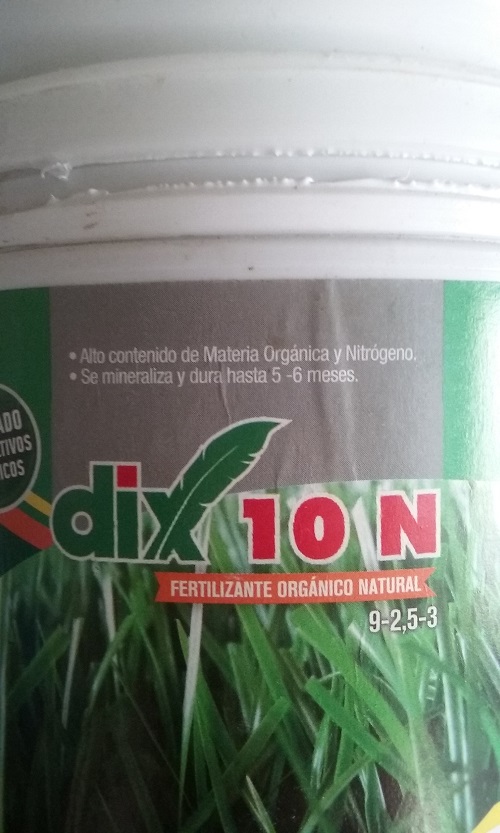 • Alto contenido de Materia Orgánica y Nitrógeno.
• Se mineraliza y dura hasta 5 -6 meses.
dix 10 N
FERTILIZANTE ORGÁNICO NATURAL
9-2,5-3